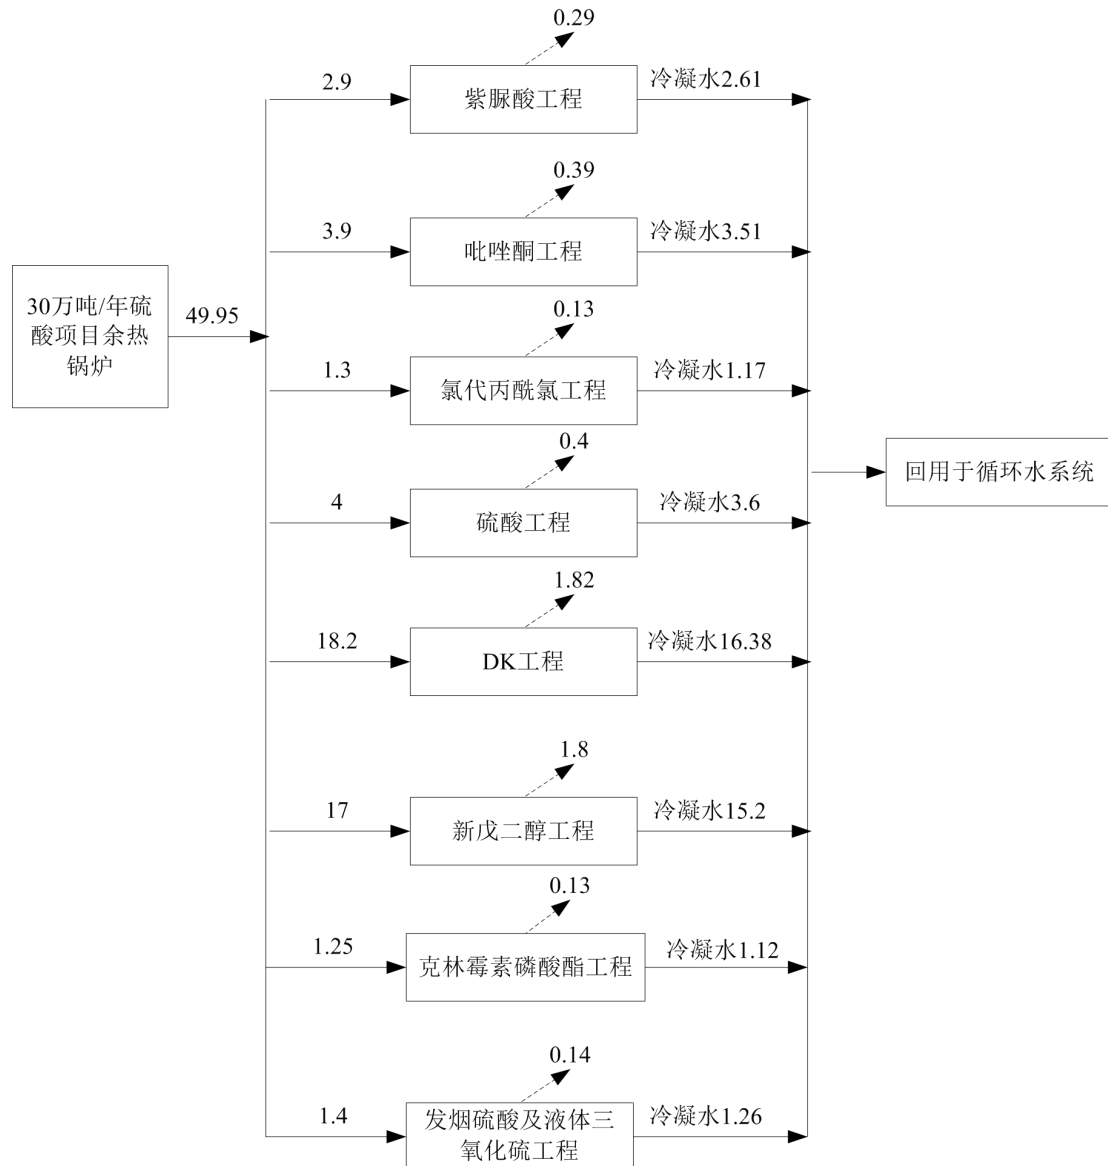 0.29
2.9
紫脲酸工程
冷凝水2.61
0.39
3.9
吡唑酮工程
冷凝水3.51
30万吨/年硫
酸项目余热
锅炉
49.95
0.13
1.3
氯代丙酰氯工程
冷凝水1.17
0.4
4
硫酸工程
冷凝水3.6
回用于循环水系统
1.82
18.2
DK工程
冷凝水16.38
1.8
17
新戊二醇工程
冷凝水15.2
0.13
1.25
克林霉素磷酸酯工程
冷凝水1.12
0.14
1.4
发烟硫酸及液体三
氧化硫工程
冷凝水1.26